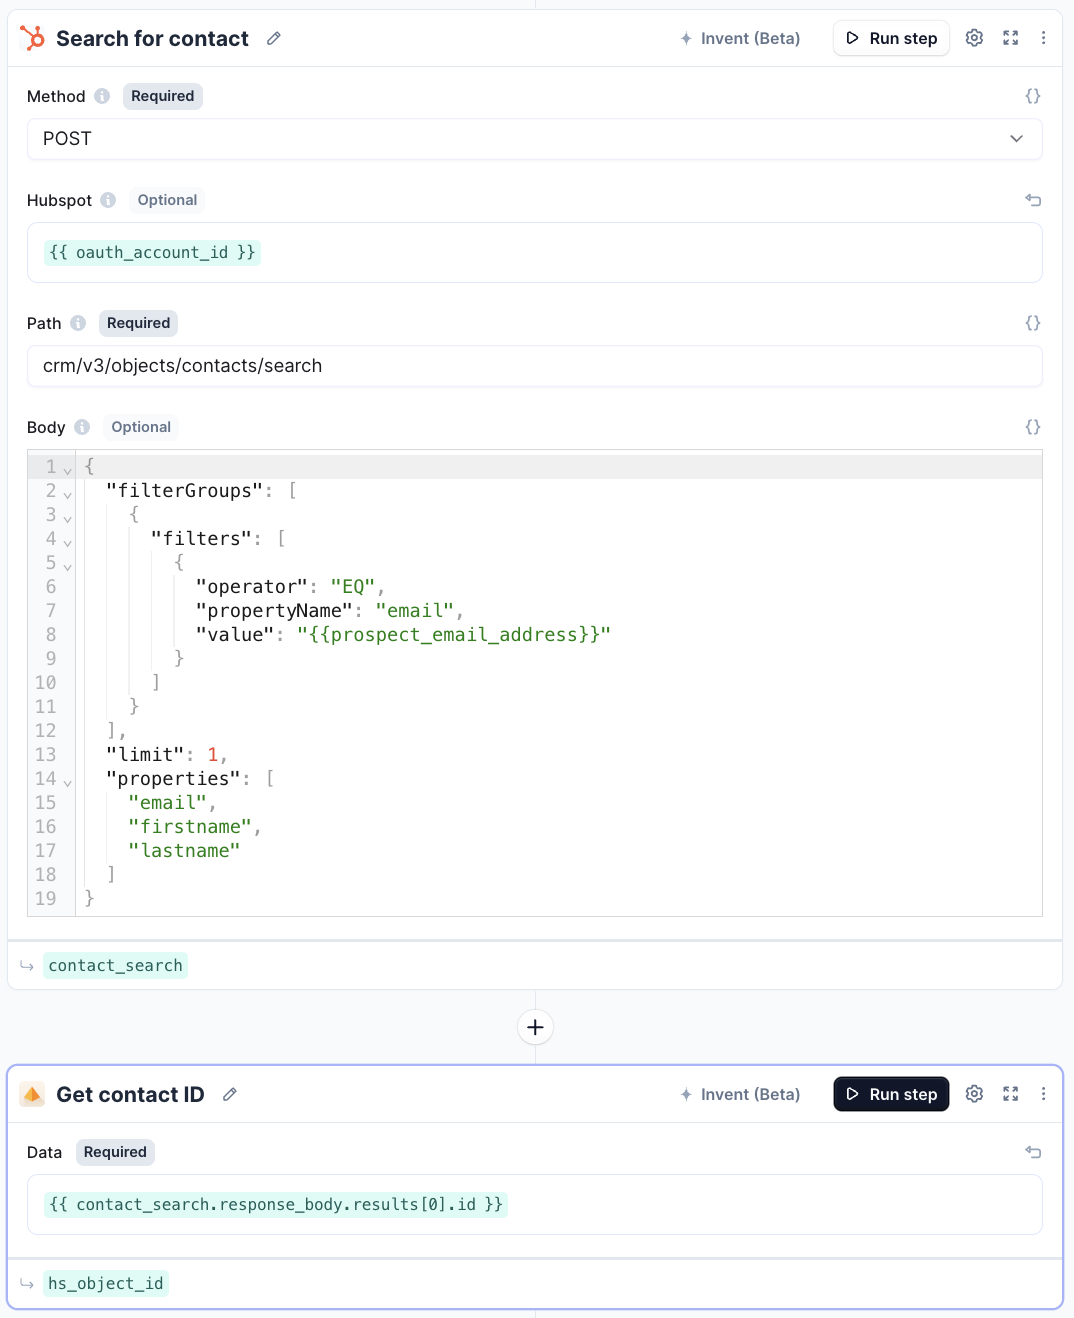 Search for contact
Invent (Beta)
Run step
Method
Required
{}
POST
Hubspot
Optional
{{ oauth_account_id }}
Path
Required
{}
crm/v3/objects/contacts/search
Body
Optional
{}
1 {
2 "filterGroups": [
3 {
4 "filters": [
5 {
6 "operator": "EQ",
7 "propertyName": "email",
8 "value": "{{prospect_email_address}}"
9 }
10 ]
11 }
12 ],
13 "limit": 1,
14 "properties": [
15 "email",
16 "firstname",
17 "lastname"
18 ]
19 }
contact_search
Get contact ID
Invent (Beta)
Run step
Data
Required
{{ contact_search.response_body.results[0].id }}
hs_object_id